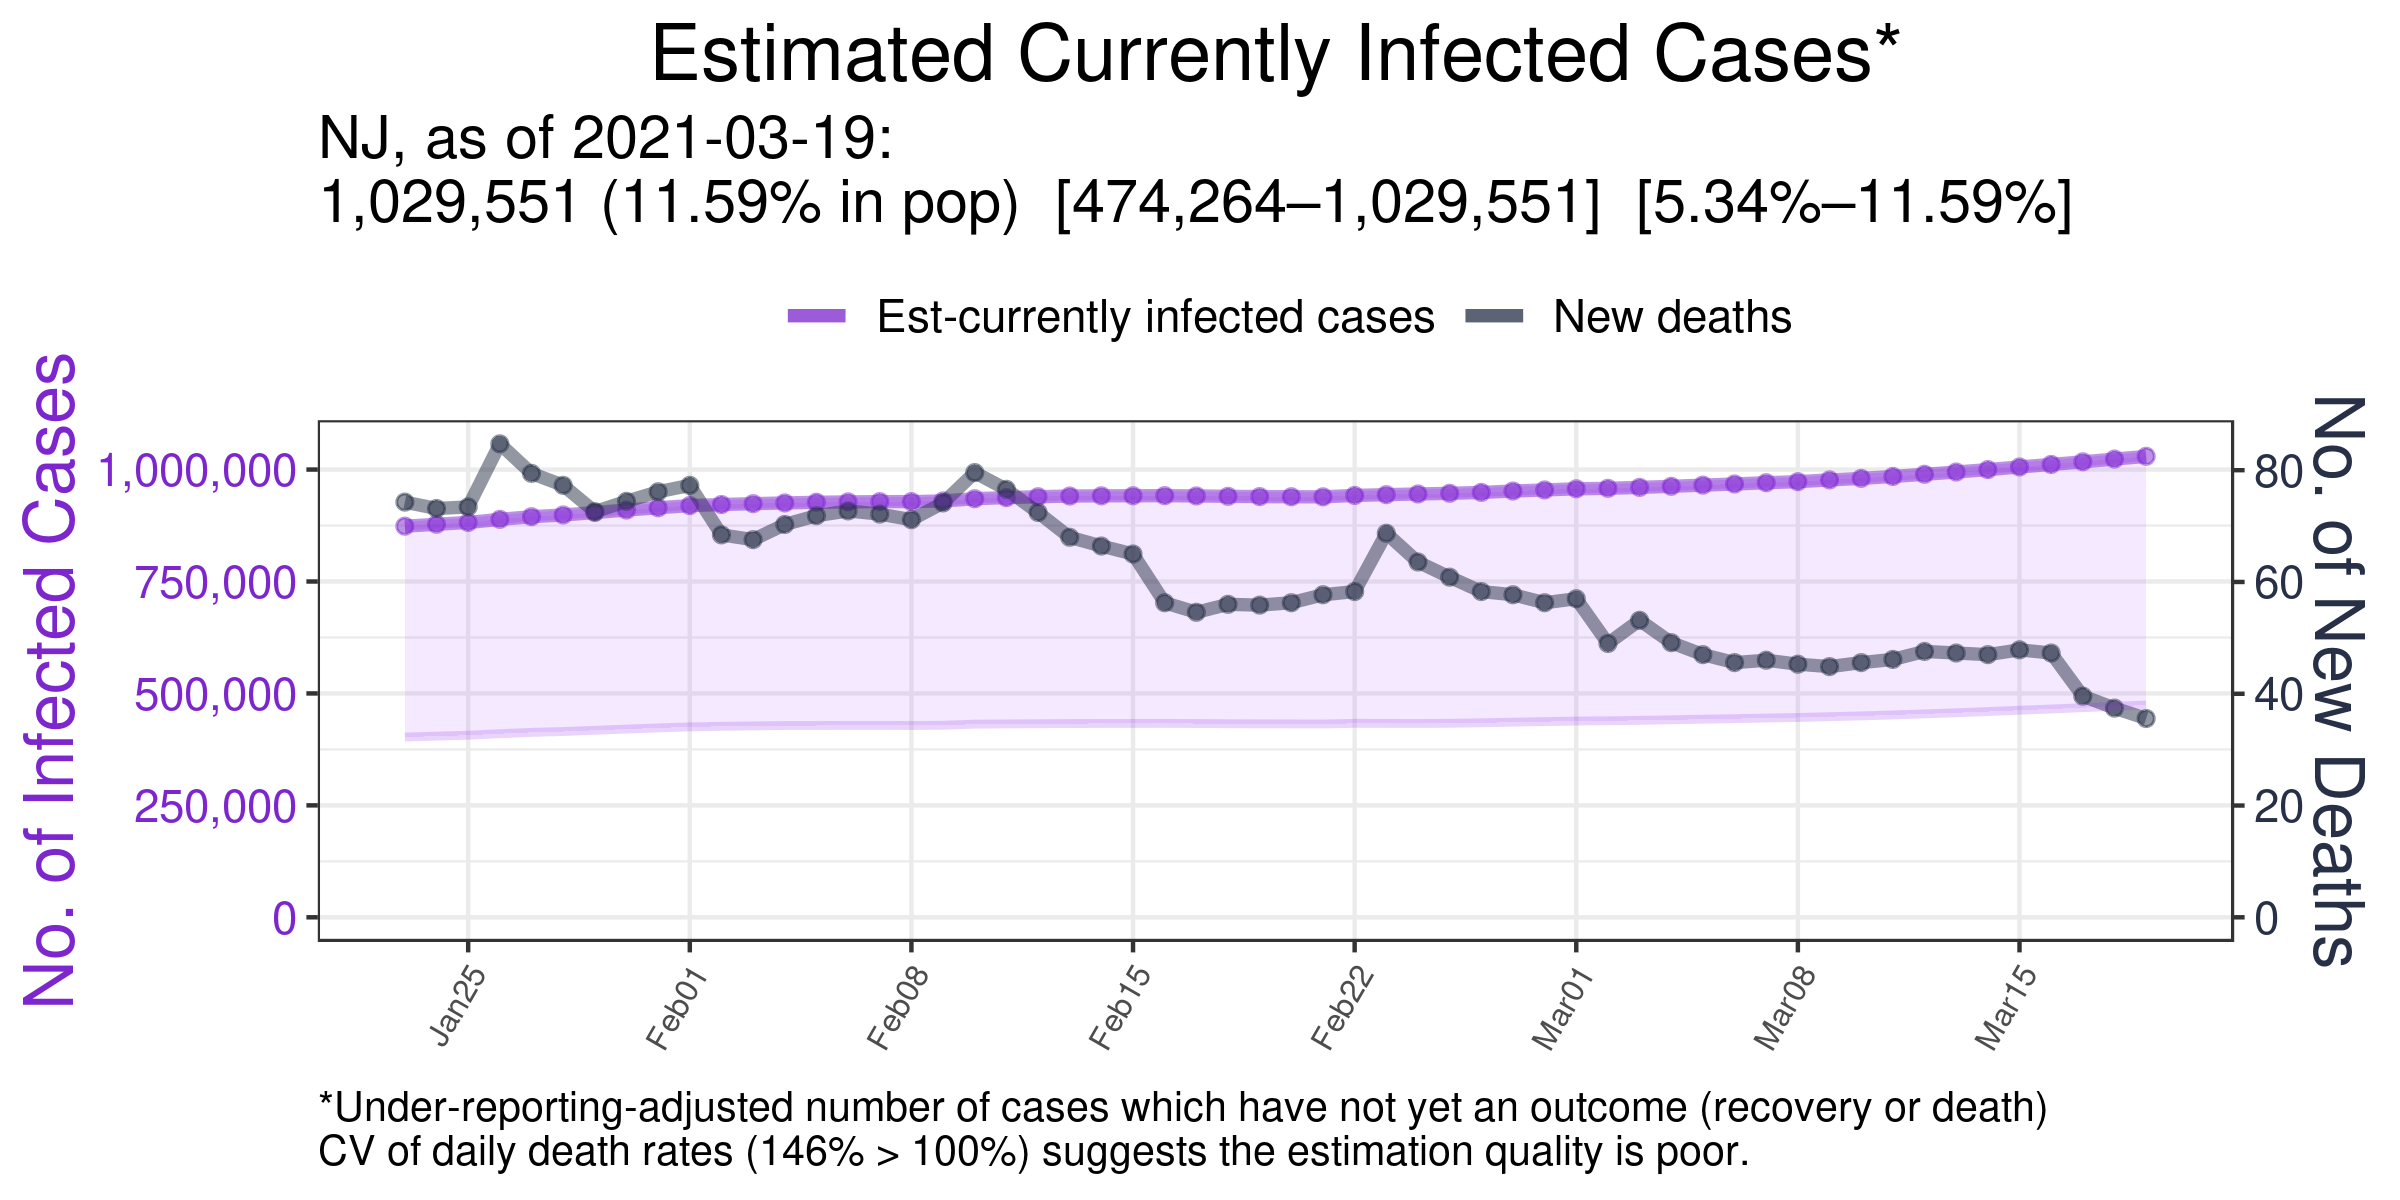 Estimated Currently Infected Cases*
NJ, as of 2021-03-19:
1,029,551 (11.59% in pop) [474,264–1,029,551] [5.34%–11.59%]
Est-currently infected cases
New deaths
No. of Infected Cases
1,000,000
750,000
500,000
250,000
0
80
60
40
20
0
No. of New Deaths
Jan25
Feb01
Feb08
Feb15
Feb22
Mar01
Mar08
Mar15
*Under-reporting-adjusted number of cases which have not yet an outcome (recovery or death)
CV of daily death rates (146% > 100%) suggests the estimation quality is poor.